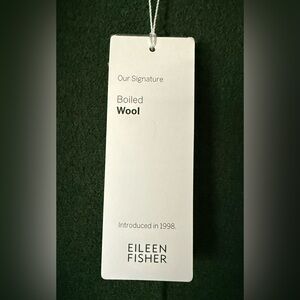 Our Signature
Boiled
Wool
Introduced in 1998.
EILEEN
FISHER